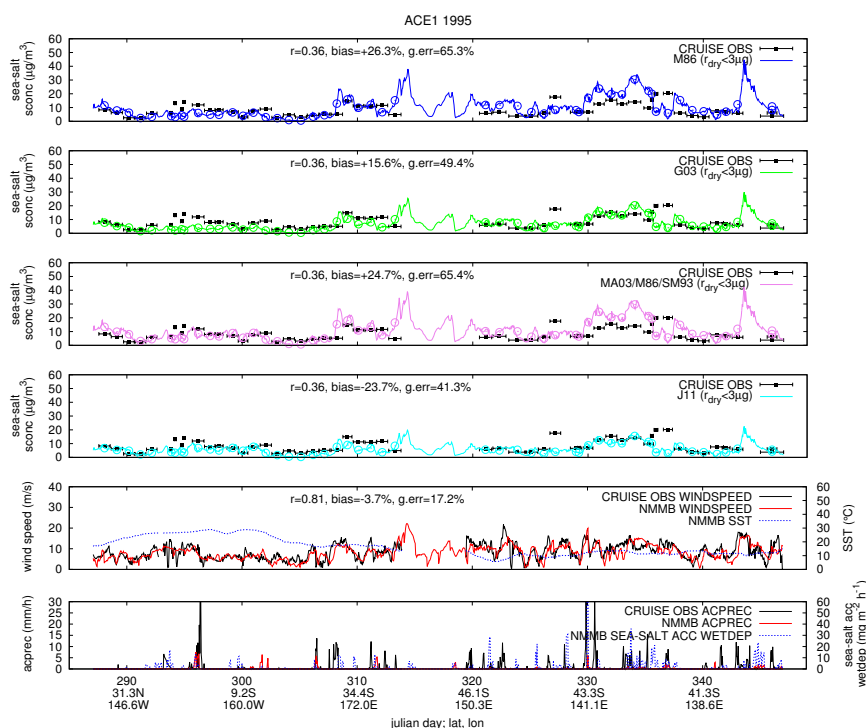 ACE1 1995
sea-salt
sconc (µg/m³)
60
50
40
30
20
10
0
r=0.36, bias=+26.3%, g.err=65.3%
CRUISE OBS
M86 (r_dry<3µg)
sea-salt
sconc (µg/m³)
60
50
40
30
20
10
0
r=0.36, bias=+15.6%, g.err=49.4%
CRUISE OBS
G03 (r_dry<3µg)
sea-salt
sconc (µg/m³)
60
50
40
30
20
10
0
r=0.36, bias=+24.7%, g.err=65.4%
CRUISE OBS
MA03/M86/SM93 (r_dry<3µg)
sea-salt
sconc (µg/m³)
60
50
40
30
20
10
0
r=0.36, bias=-23.7%, g.err=41.3%
CRUISE OBS
J11 (r_dry<3µg)
wind speed (m/s)
40
30
20
10
0
r=0.81, bias=-3.7%, g.err=17.2%
CRUISE OBS WINDSPEED
NMMB WINDSPEED
NMMB SST
60
50
40
30
20
10
0
SST (°C)
acprec (mm/h)
30
25
20
15
10
5
0
CRUISE OBS ACPREC
NMMB ACPREC
NMMB SEA-SALT ACC WETDEP
60
50
40
30
20
10
0
sea-salt acc
wetdep (mg m⁻² h⁻¹)
290 300 310 320 330 340
31.3N 9.2S 34.4S 46.1S 43.3S 41.3S
146.6W 160.0W 172.0E 150.3E 141.1E 138.6E
julian day; lat, lon